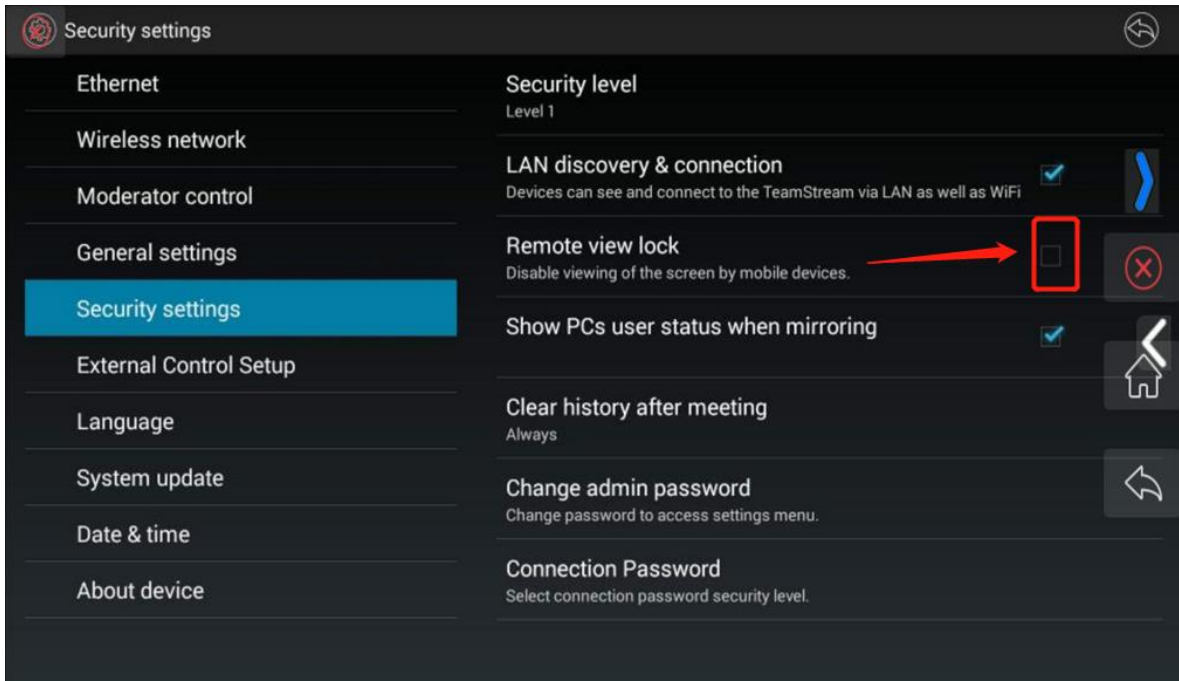 Security settings
Ethernet
Wireless network
Moderator control
General settings
Security settings
External Control Setup
Language
System update
Date & time
About device
Security level
Level 1
LAN discovery & connection
Devices can see and connect to the TeamStream via LAN as well as WiFi
Remote view lock
Disable viewing of the screen by mobile devices.
Show PCs user status when mirroring
Clear history after meeting
Always
Change admin password
Change password to access settings menu.
Connection Password
Select connection password security level.